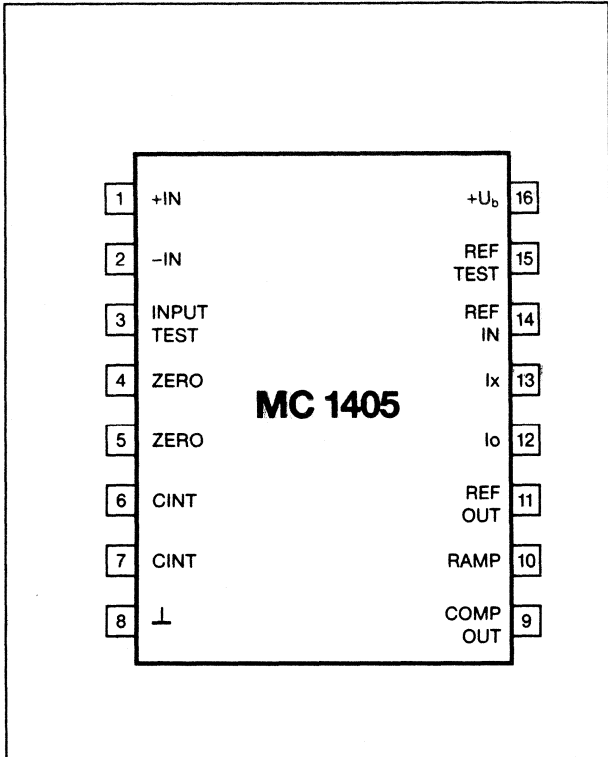 1 +IN +U_b 16
2 –IN REF TEST 15
3 INPUT TEST REF IN 14
4 ZERO Ix 13
MC 1405
5 ZERO Io 12
6 CINT REF OUT 11
7 CINT RAMP 10
8 ⊥ COMP OUT 9